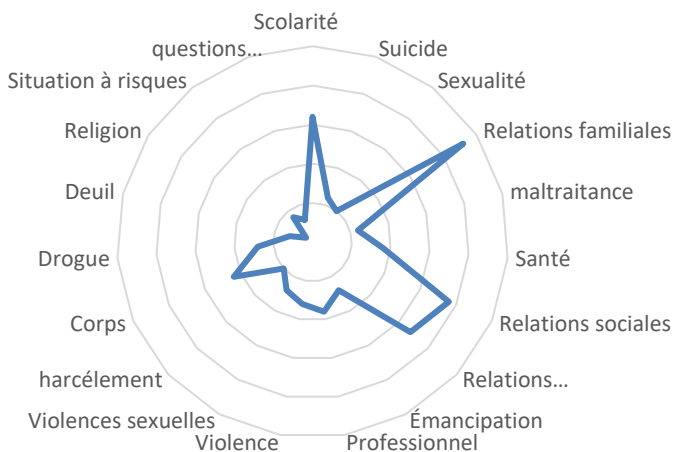 Scolarité
Suicide
Sexualité
Relations familiales
maltraitance
Santé
Relations sociales
Relations...
Émancipation
Professionnel
Violence
Violences sexuelles
harcélement
Corps
Drogue
Deuil
Religion
Situation à risques
questions...